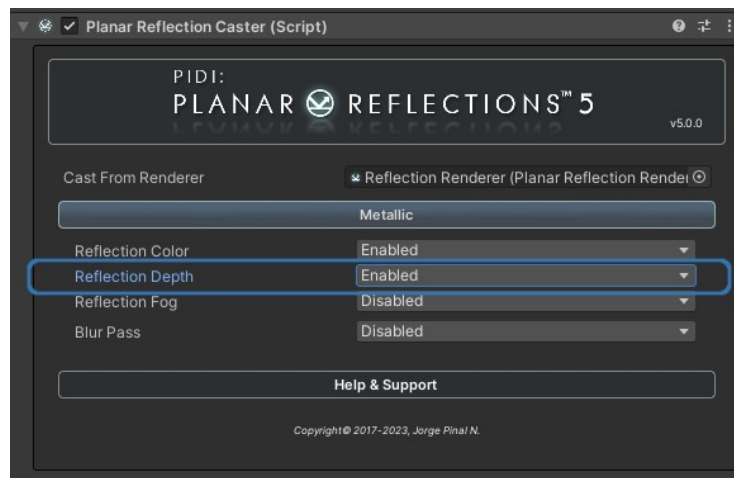 Planar Reflection Caster (Script)
PIDI:
PLANAR REFLECTIONS™ 5
v5.0.0
Cast From Renderer Reflection Renderer (Planar Reflection Render
Metallic
Reflection Color Enabled
Reflection Depth Enabled
Reflection Fog Disabled
Blur Pass Disabled
Help & Support
Copyright© 2017-2023, Jorge Pinal N.